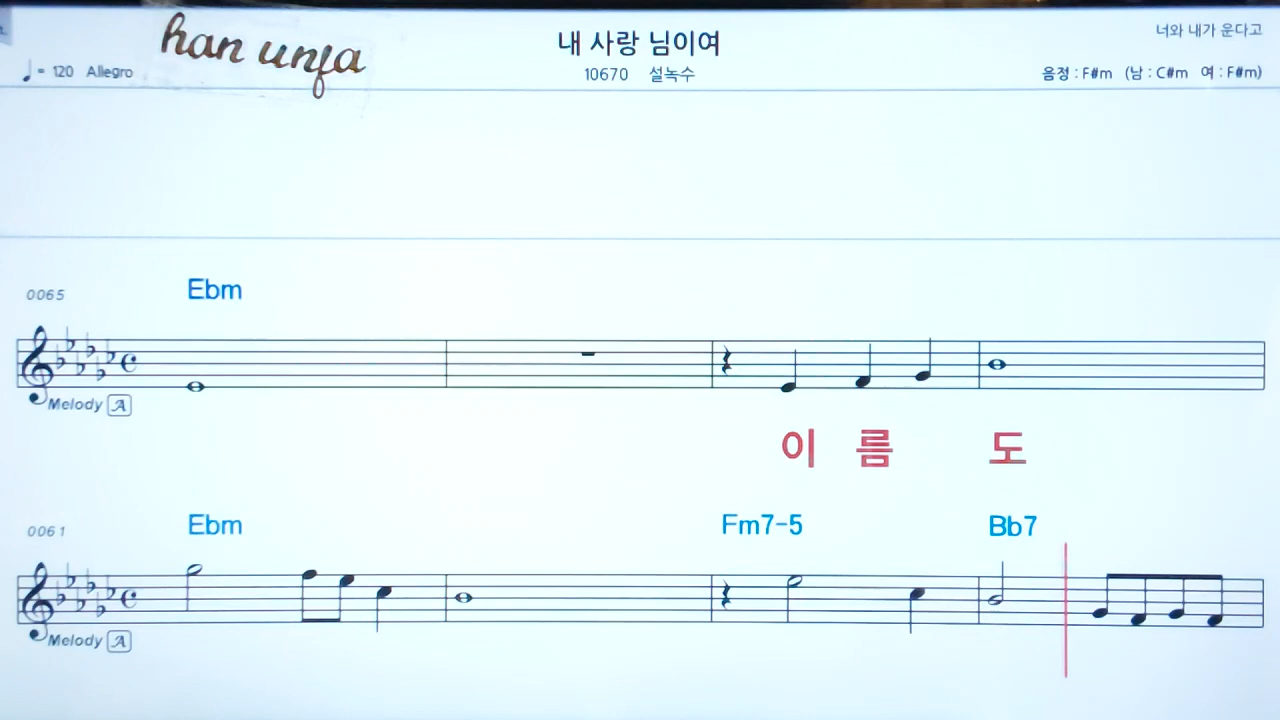 han unja
내 사랑 님이여
너와 내가 운다고
♩= 120 Allegro
10670 설녹수
음정 : F#m (남 : C#m 여 : F#m)
0065 Ebm
Melody A
이 름 도
0061 Ebm Fm7-5 Bb7
Melody A